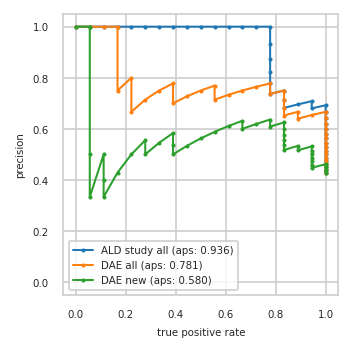 1.0
0.8
0.6
0.4
0.2
0.0
precision
ALD study all (aps: 0.936)
DAE all (aps: 0.781)
DAE new (aps: 0.580)
0.0 0.2 0.4 0.6 0.8 1.0
true positive rate